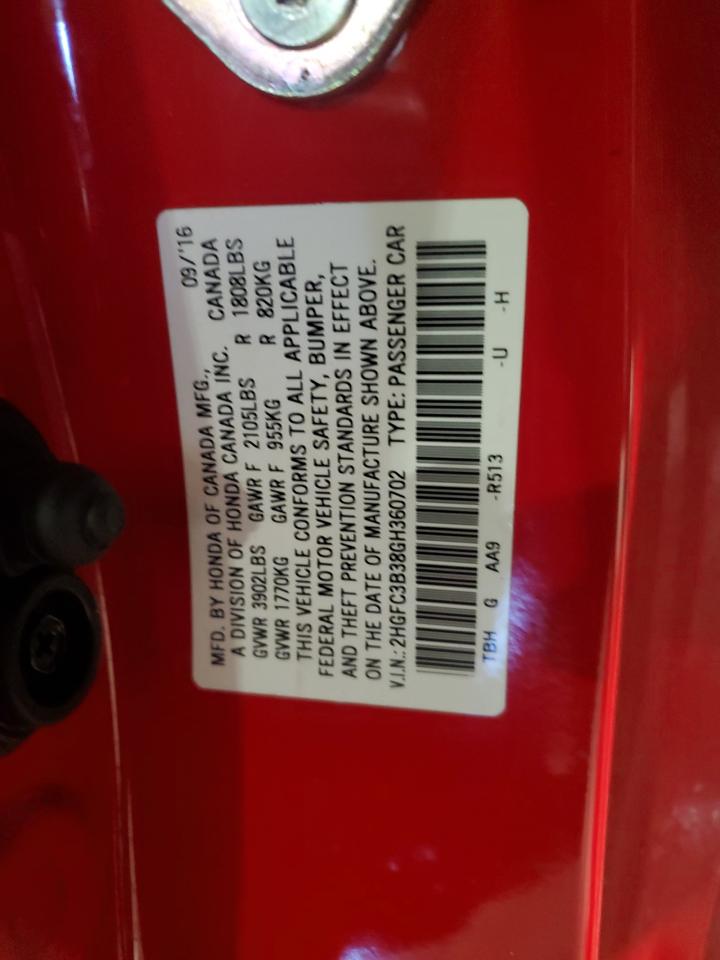 09/'16
MFD. BY HONDA OF CANADA MFG.,
A DIVISION OF HONDA CANADA INC. CANADA
GVWR 3902LBS GAWR F 2105LBS R 1808LBS
GVWR 1770KG GAWR F 955KG R 820KG
THIS VEHICLE CONFORMS TO ALL APPLICABLE
FEDERAL MOTOR VEHICLE SAFETY, BUMPER,
AND THEFT PREVENTION STANDARDS IN EFFECT
ON THE DATE OF MANUFACTURE SHOWN ABOVE.
V.I.N.: 2HGFC3B38GH360702 TYPE: PASSENGER CAR
TBH G AA9 -R513 -U -H